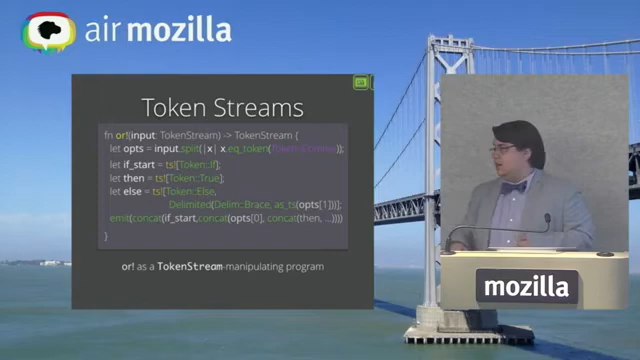 air mozilla
Token Streams
fn or!(input: TokenStream) -> TokenStream {
let opts = input.split(|x| x.eq_token(Token::Comma));
let if_start = ts![Token::If];
let then = ts![Token::True];
let else = ts![Token::Else,
Delimited(Delim::Brace, as_ts(opts[1]))];
emit(concat(if_start,concat(opts[0], concat(then, ...))))
}
or! as a TokenStream-manipulating program
mozilla